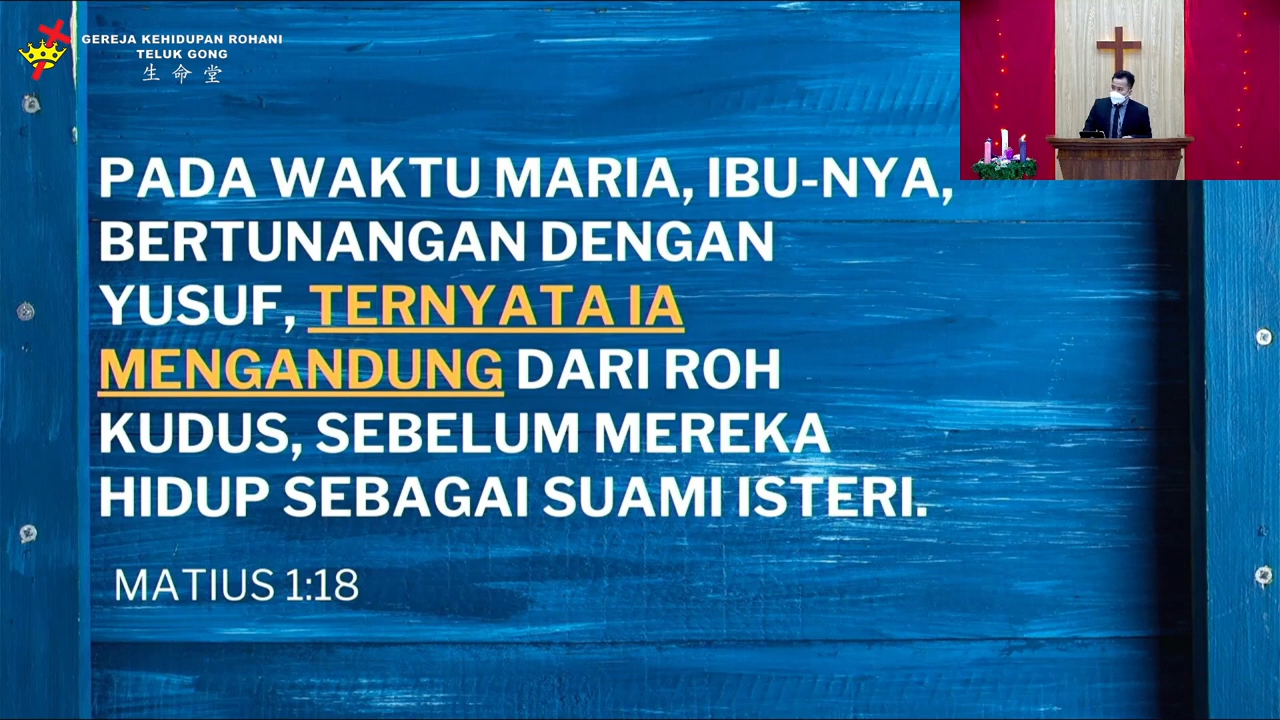 GEREJA KEHIDUPAN ROHANI
TELUK GONG
生命堂
PADA WAKTU MARIA, IBU-NYA,
BERTUNANGAN DENGAN
YUSUF, TERNYATA IA
MENGANDUNG DARI ROH
KUDUS, SEBELUM MEREKA
HIDUP SEBAGAI SUAMI ISTERI.
MATIUS 1:18